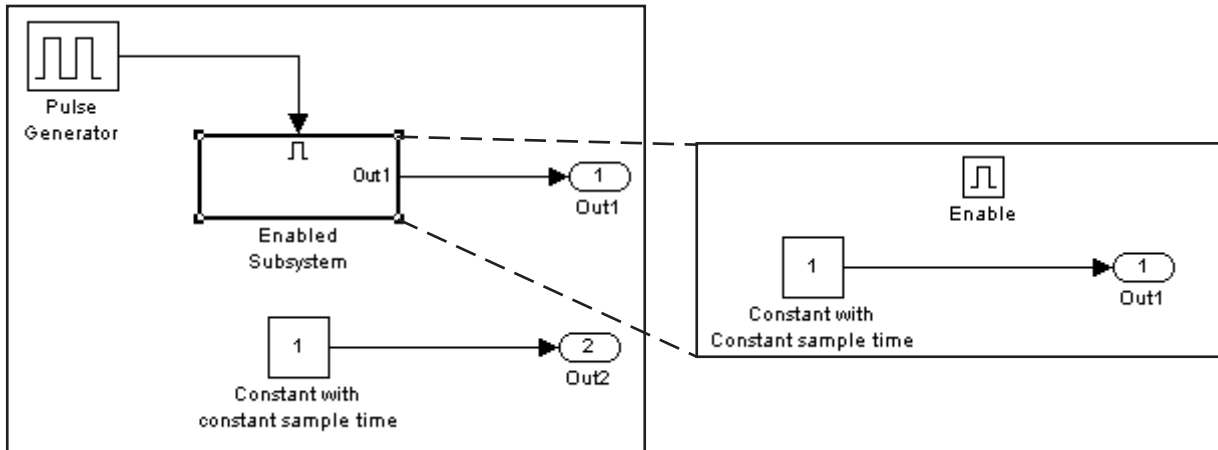 Pulse
Generator
Out1
1
Out1
Enabled
Subsystem
1
2
Out2
Constant with
constant sample time
Enable
1
1
Out1
Constant with
Constant sample time